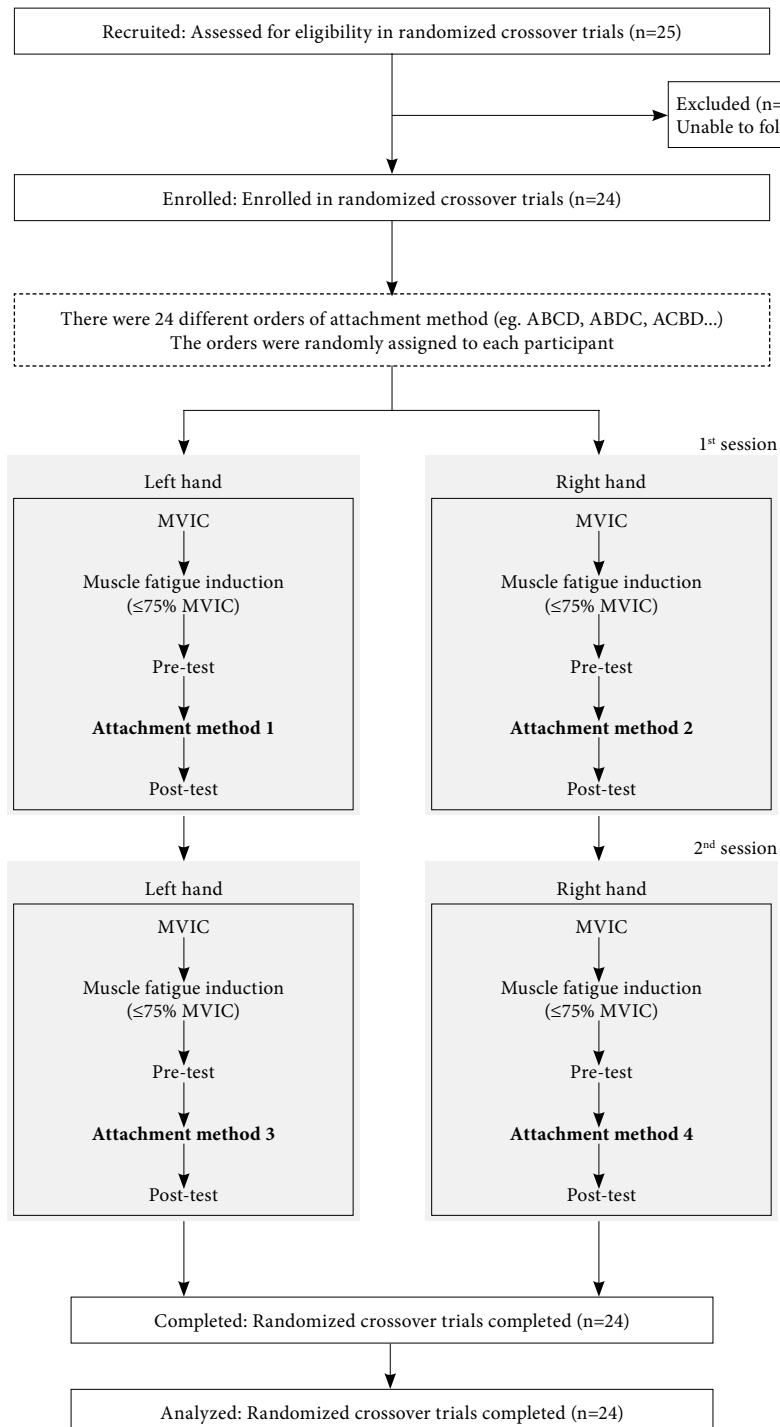 Recruited: Assessed for eligibility in randomized crossover trials (n=25)
Excluded (n=
Unable to fol
Enrolled: Enrolled in randomized crossover trials (n=24)
There were 24 different orders of attachment method (eg. ABCD, ABDC, ACBD...)
The orders were randomly assigned to each participant
1st session
Left hand
MVIC
Muscle fatigue induction
(≤75% MVIC)
Pre-test
Attachment method 1
Post-test
Right hand
MVIC
Muscle fatigue induction
(≤75% MVIC)
Pre-test
Attachment method 2
Post-test
2nd session
Left hand
MVIC
Muscle fatigue induction
(≤75% MVIC)
Pre-test
Attachment method 3
Post-test
Right hand
MVIC
Muscle fatigue induction
(≤75% MVIC)
Pre-test
Attachment method 4
Post-test
Completed: Randomized crossover trials completed (n=24)
Analyzed: Randomized crossover trials completed (n=24)